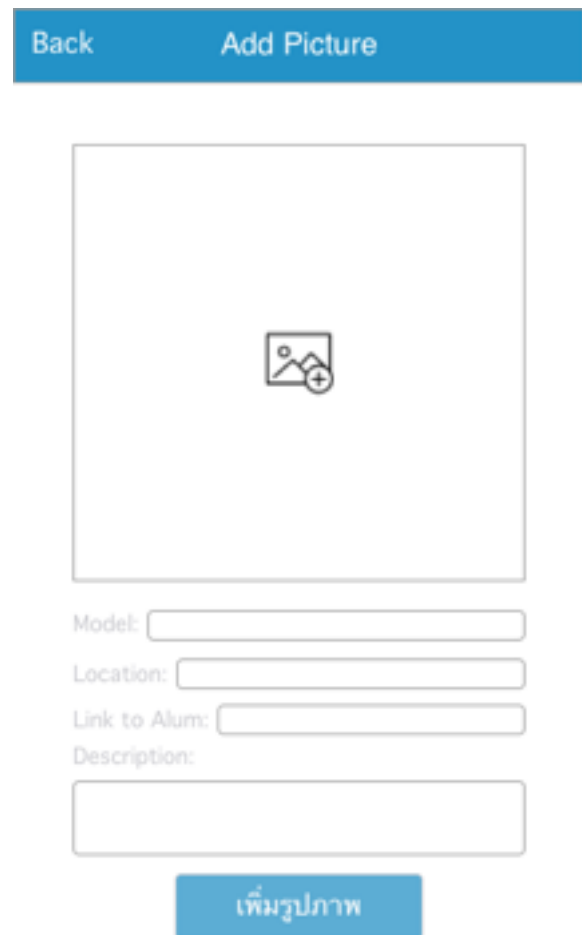 Back Add Picture
Model:
Location:
Link to Alum:
Description:
เพิ่มรูปภาพ